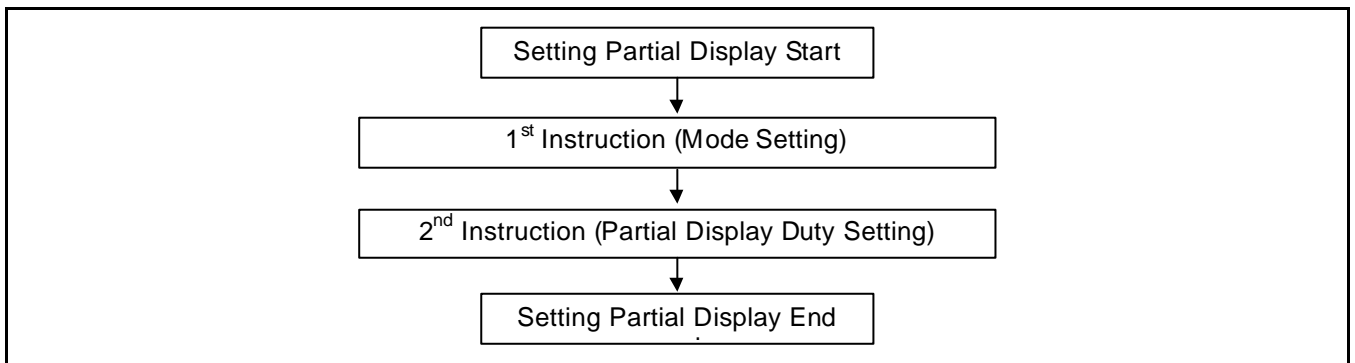 Setting Partial Display Start
1st Instruction (Mode Setting)
2nd Instruction (Partial Display Duty Setting)
Setting Partial Display End